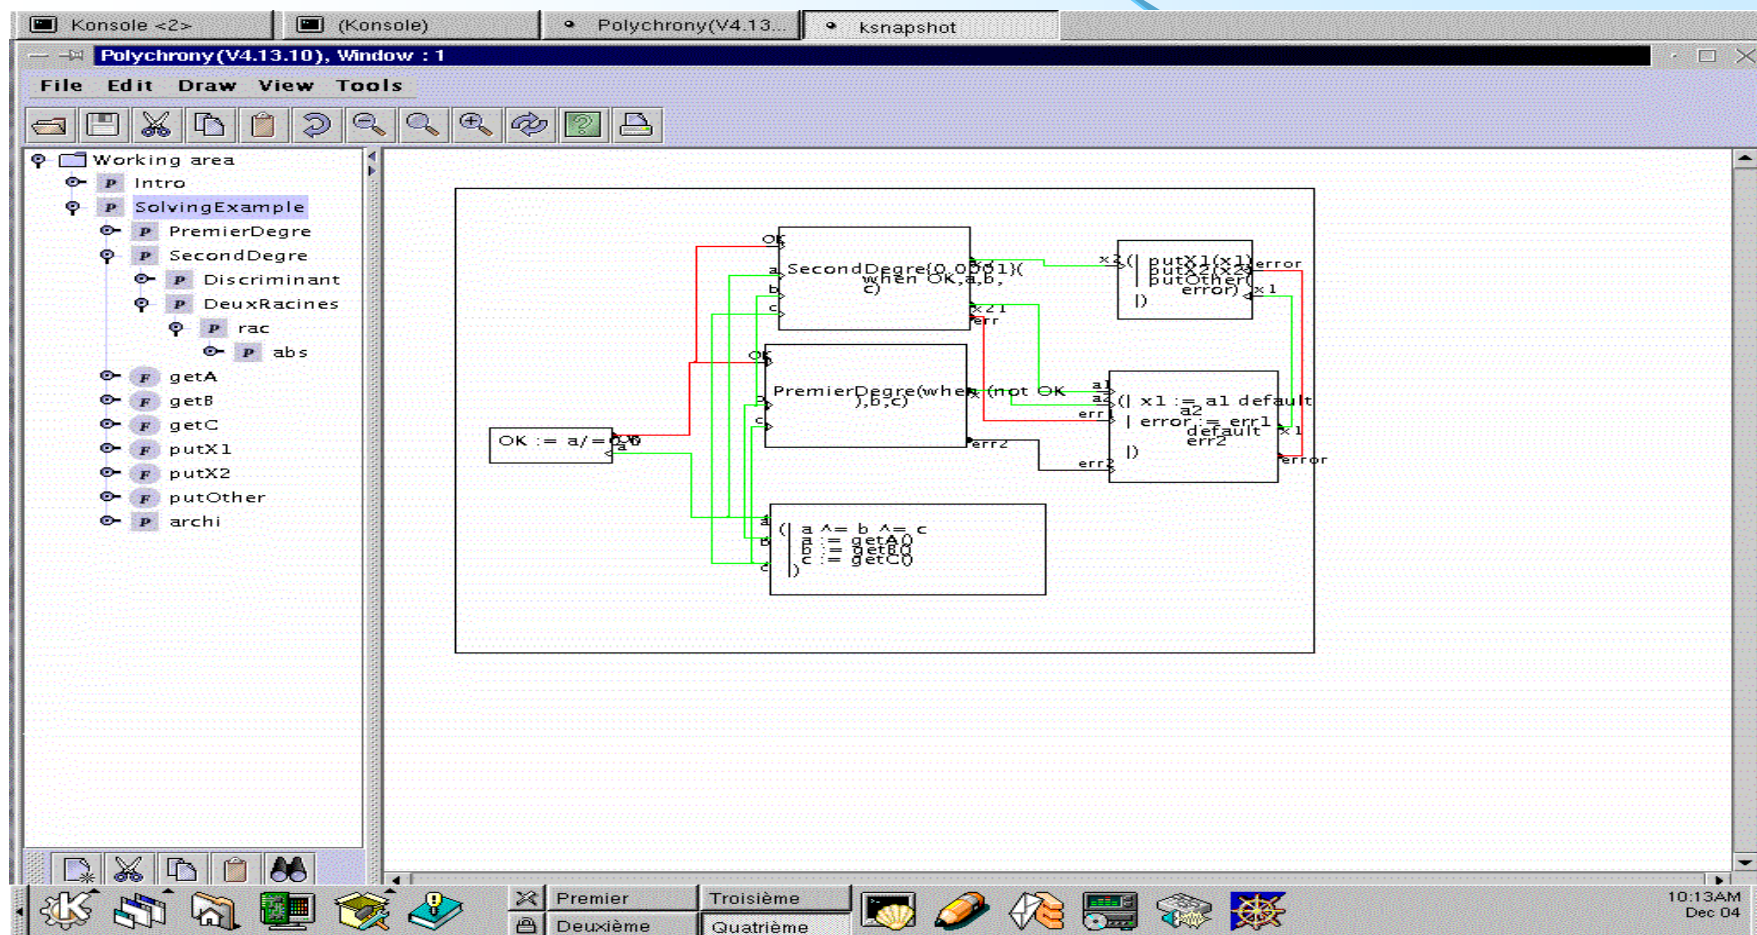 Konsole <2>
(Konsole)
Polychrony(V4.13...
ksnapshot
Polychrony(V4.13.10), Window : 1
File Edit Draw View Tools
Working area
Intro
SolvingExample
PremierDegre
SecondDegre
Discriminant
DeuxRacines
rac
abs
getA
getB
getC
putX1
putX2
putOther
archi
OK
a
b
c
SecondDegre{0.0001}(
when OK,a,b,
c)
x21
err
OK
b
c
PremierDegre(when (not OK
),b,c)
x
err2
OK := a/=0.0
a
a
b
c
(| a ^= b ^= c
| a := getA()
| b := getB()
| c := getC()
|)
x2
(| putX1(x1)
| putX2(x2)
| putOther(
error)
|)
error
x1
a1
a2
err1
err2
(| x1 := a1 default
a2
| error := err1
default
err2
|)
x1
error
Premier
Troisième
Deuxième
Quatrième
10:13AM
Dec 04